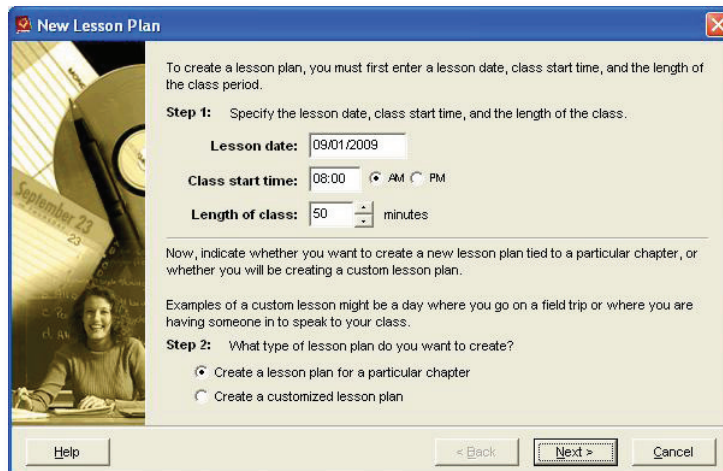 New Lesson Plan
To create a lesson plan, you must first enter a lesson date, class start time, and the length of
the class period.
Step 1: Specify the lesson date, class start time, and the length of the class.
Lesson date: 09/01/2009
Class start time: 08:00 AM PM
Length of class: 50 minutes
Now, indicate whether you want to create a new lesson plan tied to a particular chapter, or
whether you will be creating a custom lesson plan.
Examples of a custom lesson might be a day where you go on a field trip or where you are
having someone in to speak to your class.
Step 2: What type of lesson plan do you want to create?
Create a lesson plan for a particular chapter
Create a customized lesson plan
September 23
23
Help
< Back
Next >
Cancel